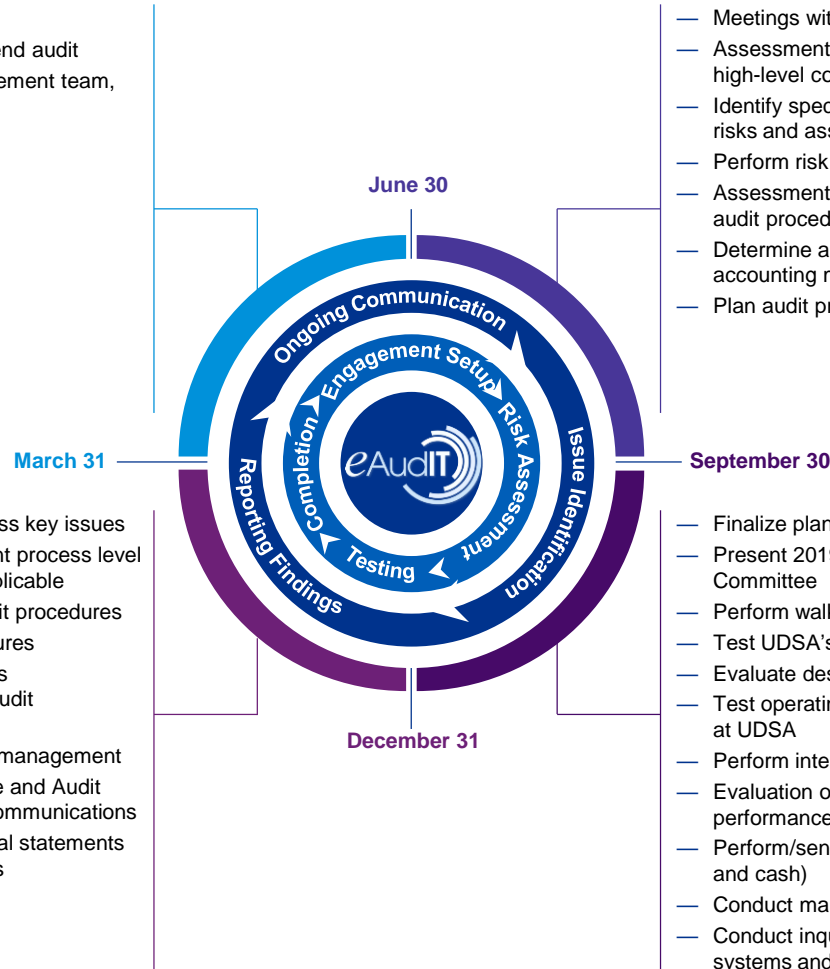 end audit
ement team,
— Meetings wit
— Assessment
high-level co
— Identify spec
risks and ass
— Perform risk
— Assessment
audit proced
— Determine a
accounting r
— Plan audit pr
June 30
Ongoing Communication
Engagement Setup
Risk Assessment
Issue Identification
Testing
Completion
Reporting Findings
eAudIT
March 31
September 30
December 31
ss key issues
nt process level
plicable
it procedures
ures
s
udit
management
e and Audit
ommunications
al statements
s
— Finalize plan
— Present 2019
Committee
— Perform walk
— Test UDSA's
— Evaluate des
— Test operatin
at UDSA
— Perform inte
— Evaluation o
performance
— Perform/sen
and cash)
— Conduct ma
— Conduct inqu
systems and